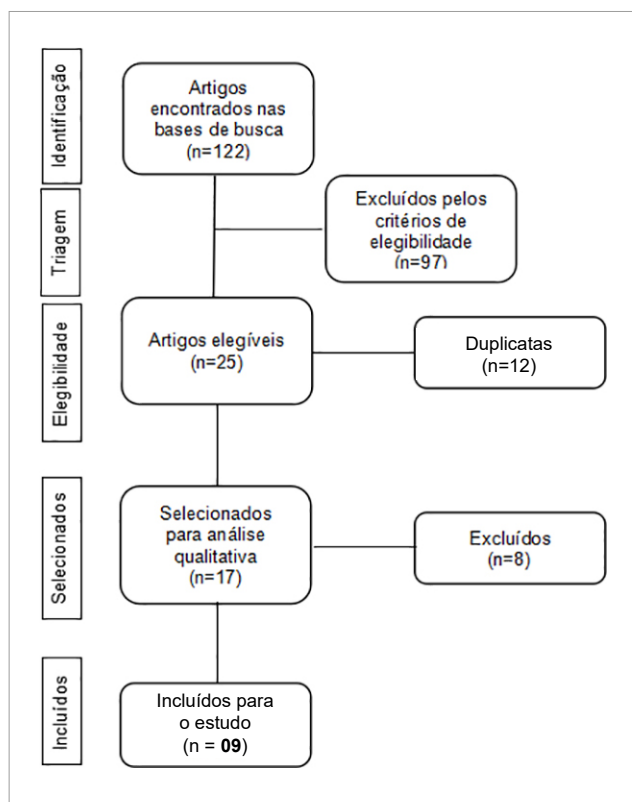 Identificação
Artigos
encontrados nas
bases de busca
(n=122)
Triagem
Excluídos pelos
critérios de
elegibilidade
(n=97)
Elegibilidade
Artigos elegíveis
(n=25)
Duplicatas
(n=12)
Selecionados
Selecionados
para análise
qualitativa
(n=17)
Excluídos
(n=8)
Incluídos
Incluídos para
o estudo
(n = 09)